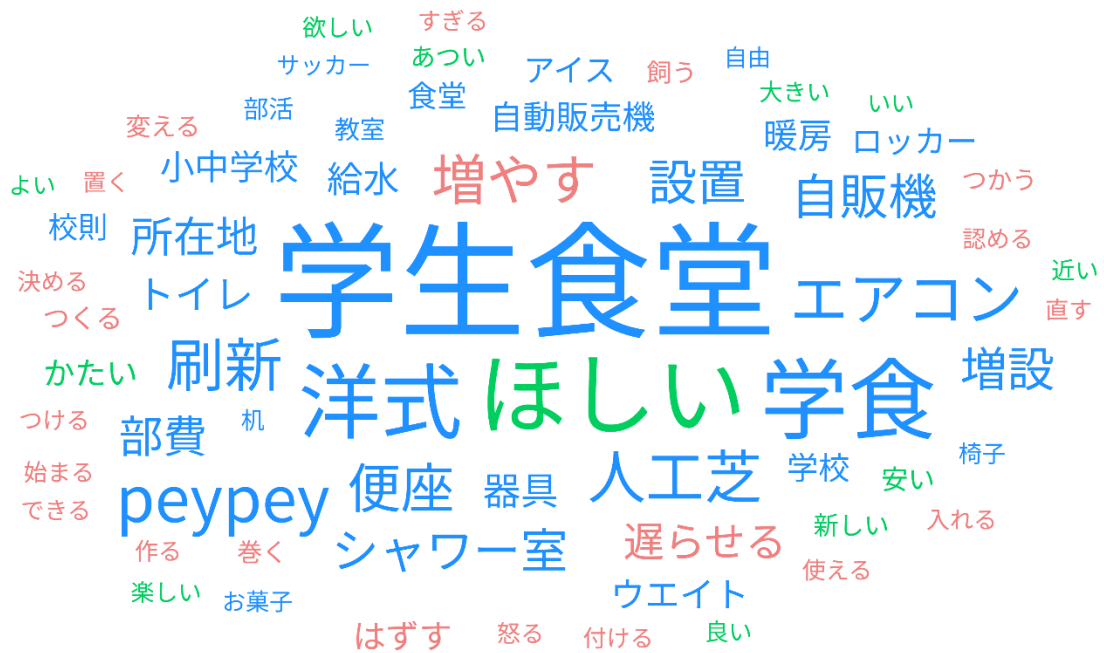 欲しい
すぎる
サッカー
あつい
アイス
飼う
自由
部活
食堂
自動販売機
大きい
いい
変える
教室
暖房
ロッカー
小中学校
給水
増やす
設置
自販機
つかう
よい
置く
校則
所在地
学生食堂
認める
決める
トイレ
エアコン
近い
つくる
直す
かたい
刷新
洋式
ほしい
学食
増設
つける
部費
机
椅子
始まる
peypey
便座
器具
人工芝
学校
安い
できる
作る
巻く
シャワー室
遅らせる
新しい
入れる
楽しい
お菓子
ウエイト
使える
はずす
怒る
付ける
良い